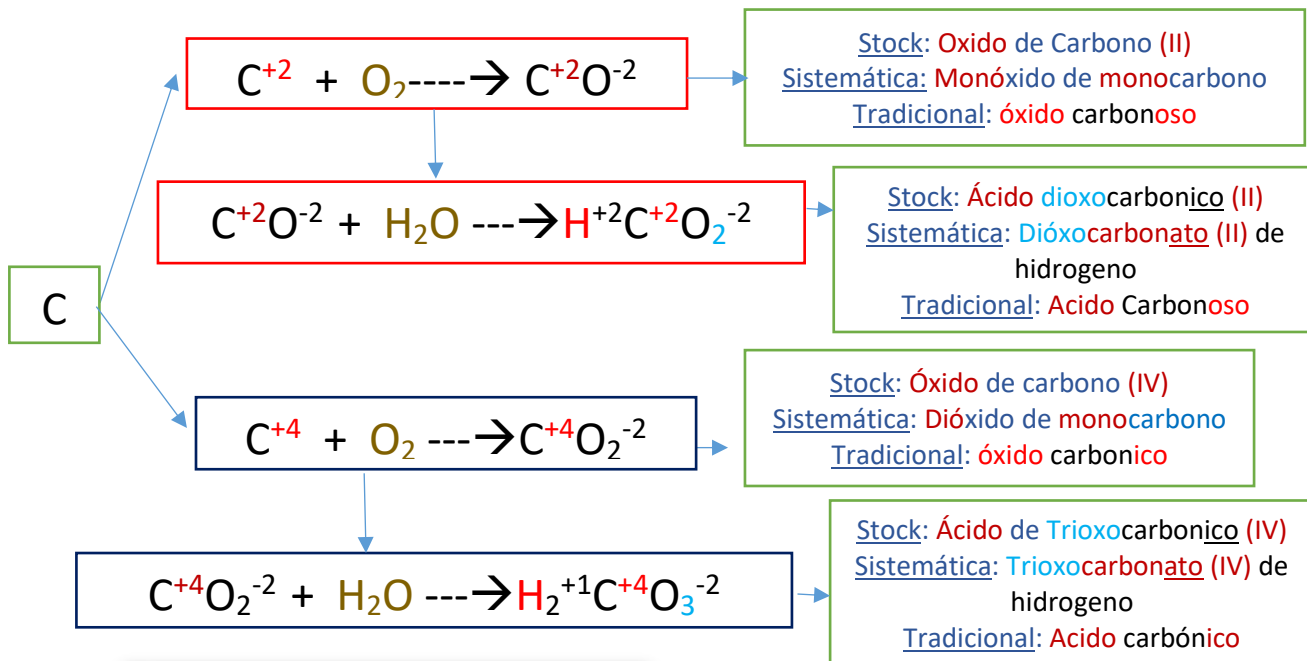 C⁺² + O₂----→ C⁺²O⁻²
Stock: Oxido de Carbono (II)
Sistemática: Monóxido de monocarbono
Tradicional: óxido carbonoso
C⁺²O⁻² + H₂O ---→H⁺²C⁺²O₂⁻²
Stock: Ácido dioxocarbonico (II)
Sistemática: Dióxocarbonato (II) de
hidrogeno
Tradicional: Acido Carbonoso
C
C⁺⁴ + O₂ ---→C⁺⁴O₂⁻²
Stock: Óxido de carbono (IV)
Sistemática: Dióxido de monocarbono
Tradicional: óxido carbonico
C⁺⁴O₂⁻² + H₂O ---→H₂⁺¹C⁺⁴O₃⁻²
Stock: Ácido de Trioxocarbonico (IV)
Sistemática: Trioxocarbonato (IV) de
hidrogeno
Tradicional: Acido carbónico